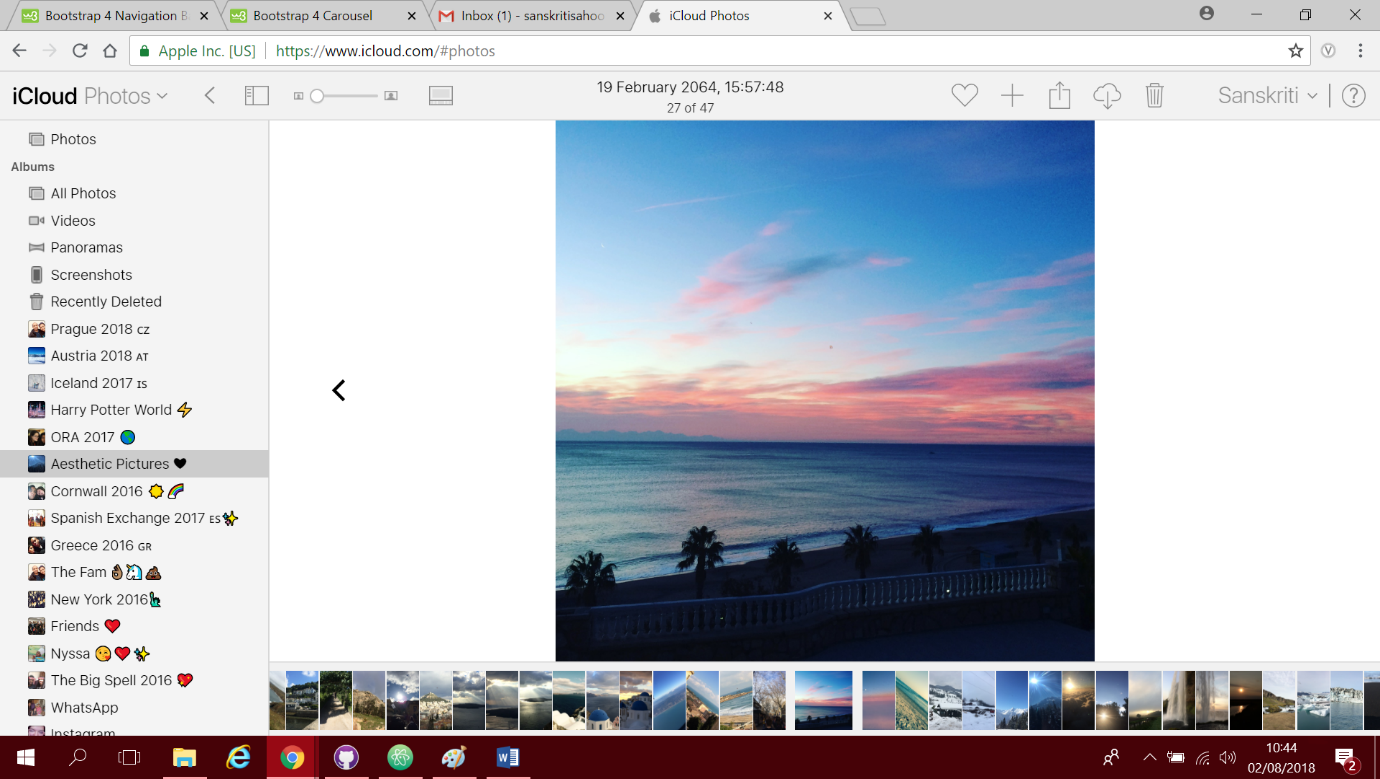 Bootstrap 4 Navigation B
Bootstrap 4 Carousel
Inbox (1) - sanskritisahoo
iCloud Photos
Apple Inc. [US]
https://www.icloud.com/#photos
iCloud Photos
19 February 2064, 15:57:48
27 of 47
Sanskriti
Photos
Albums
All Photos
Videos
Panoramas
Screenshots
Recently Deleted
Prague 2018 CZ
Austria 2018 AT
Iceland 2017 IS
Harry Potter World ⚡
ORA 2017 🌍
Aesthetic Pictures 🖤
Cornwall 2016 ☀️🌈
Spanish Exchange 2017 ES✨
Greece 2016 GR
The Fam 👌🏾🦄💩
New York 2016🗽
Friends ❤️
Nyssa 😘❤️✨
The Big Spell 2016 💖
WhatsApp
Instagram
10:44
02/08/2018
2